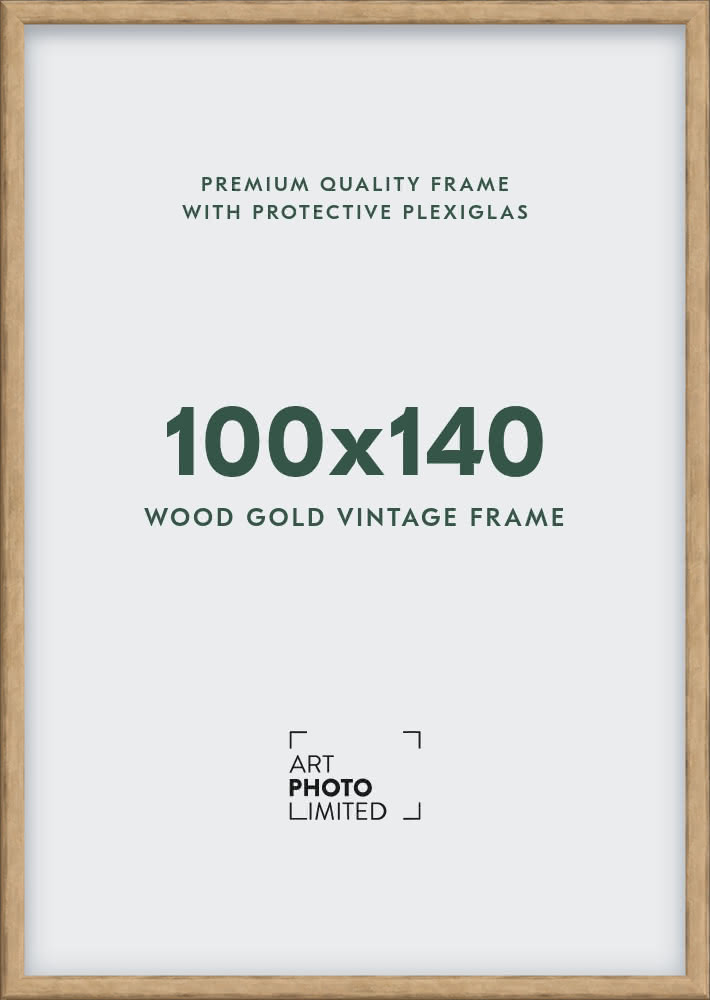 PREMIUM QUALITY FRAME
WITH PROTECTIVE PLEXIGLAS
100x140
WOOD GOLD VINTAGE FRAME
ART
PHOTO
LIMITED